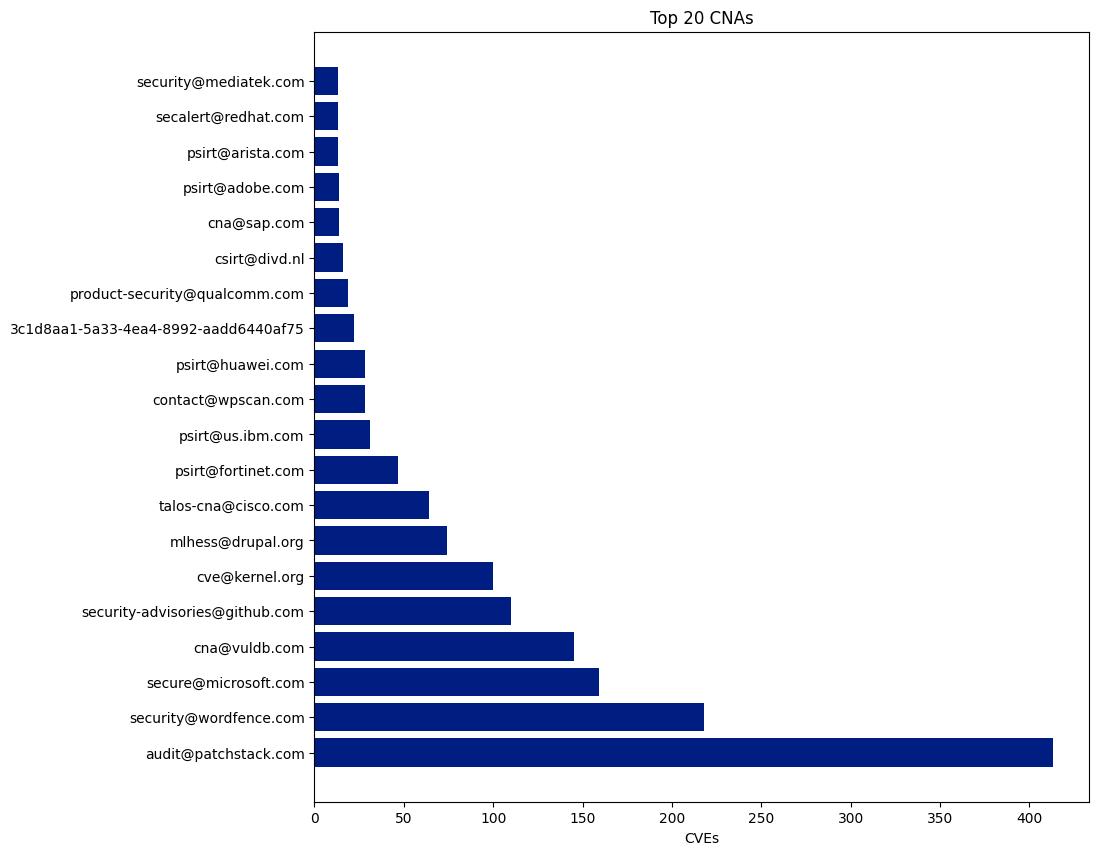 Top 20 CNAs
security@mediatek.com
secalert@redhat.com
psirt@arista.com
psirt@adobe.com
cna@sap.com
csirt@divd.nl
product-security@qualcomm.com
3c1d8aa1-5a33-4ea4-8992-aadd6440af75
psirt@huawei.com
contact@wpscan.com
psirt@us.ibm.com
psirt@fortinet.com
talos-cna@cisco.com
mlhess@drupal.org
cve@kernel.org
security-advisories@github.com
cna@vuldb.com
secure@microsoft.com
security@wordfence.com
audit@patchstack.com
0 50 100 150 200 250 300 350 400
CVEs